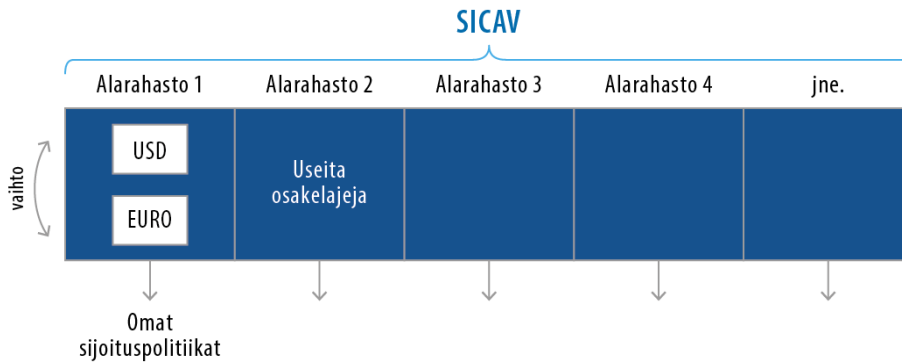 SICAV
Alarahasto 1
Alarahasto 2
Alarahasto 3
Alarahasto 4
jne.
vaihto
USD
EURO
Useita
osakelajeja
Omat
sijoituspolitiikat